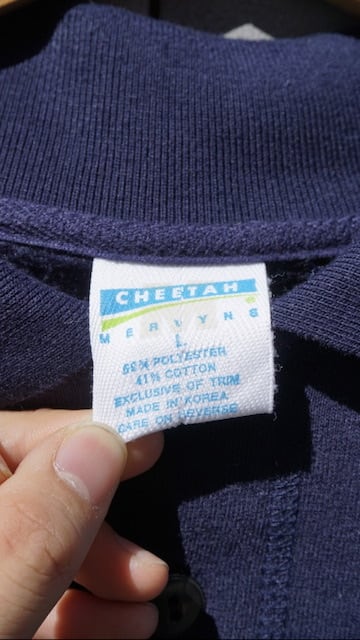 CHEETAH
®
MERVYNS
L
59% POLYESTER
41% COTTON
EXCLUSIVE OF TRIM
MADE IN KOREA
CARE ON REVERSE